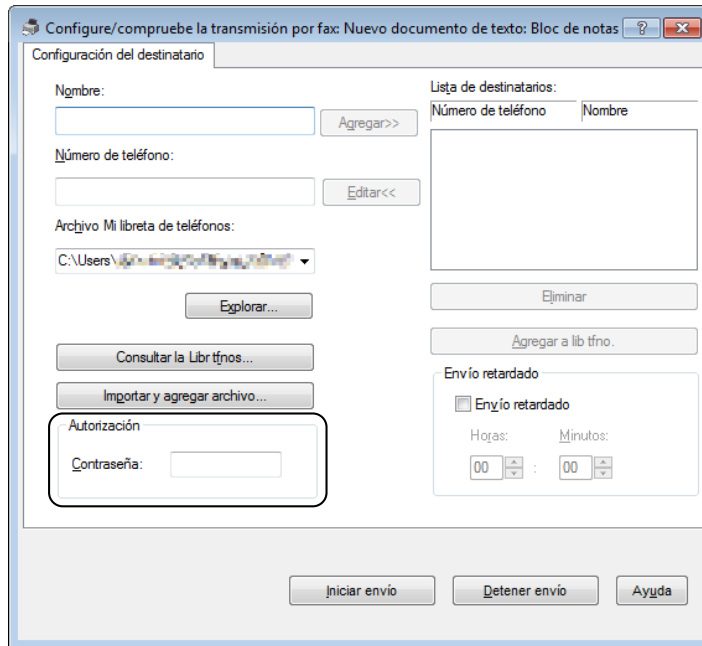 Configure/compruebe la transmisión por fax: Nuevo documento de texto: Bloc de notas
Configuración del destinatario
Nombre:
Agregar>>
Número de teléfono:
Editar<<
Archivo Mi libreta de teléfonos:
C:\Users\
Explorar...
Consultar la Libr tfnos...
Importar y agregar archivo...
Autorización
Contraseña:
Lista de destinatarios:
Número de teléfono Nombre
Eliminar
Agregar a lib tfno.
Envío retardado
Envío retardado
Horas: Minutos:
00 : 00
Iniciar envío Detener envío Ayuda